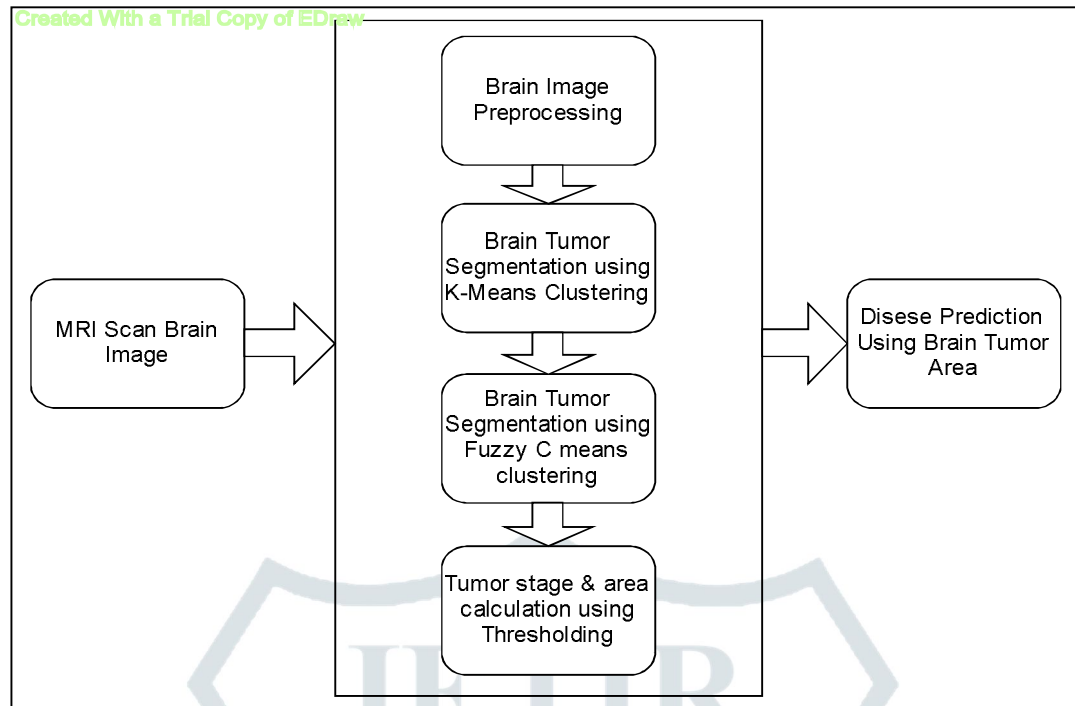 Created With a Trial Copy of EDraw
Brain Image
Preprocessing
Brain Tumor
Segmentation using
K-Means Clustering
MRI Scan Brain
Image
Disese Prediction
Using Brain Tumor
Area
Brain Tumor
Segmentation using
Fuzzy C means
clustering
Tumor stage & area
calculation using
Thresholding
JETIR